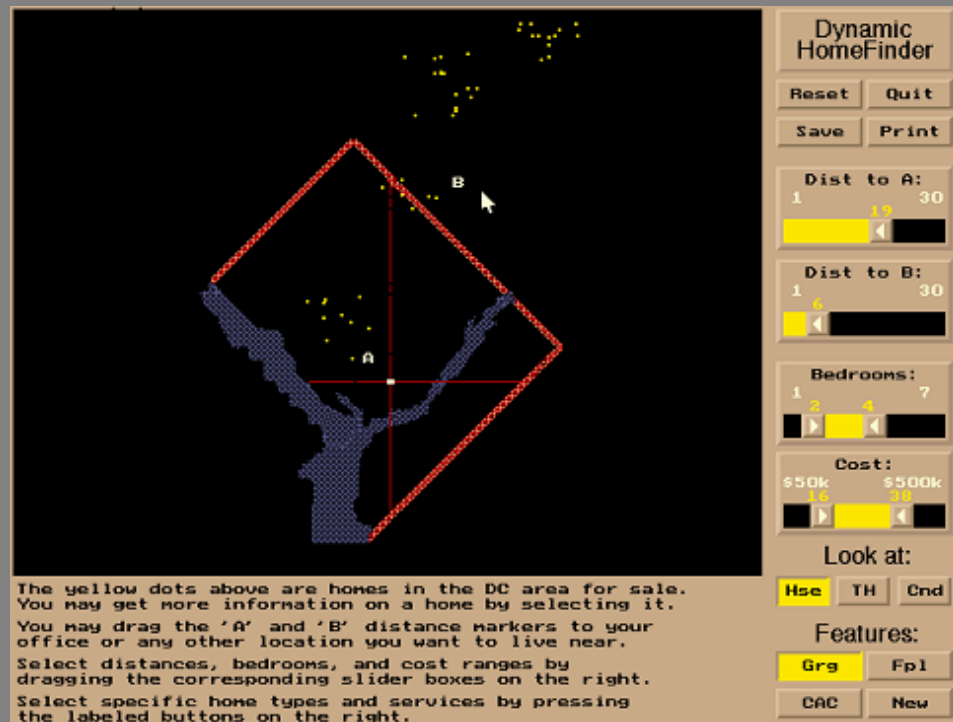 Dynamic
HomeFinder
Reset Quit
Save Print
Dist to A:
1 30
19
Dist to B:
1 30
6
Bedrooms:
1 7
2 4
Cost:
$50k $500k
16 38
Look at:
Hse TH Cnd
Features:
Grg Fpl
CAC New
B
A
The yellow dots above are homes in the DC area for sale.
You may get more information on a home by selecting it.
You may drag the 'A' and 'B' distance markers to your
office or any other location you want to live near.
Select distances, bedrooms, and cost ranges by
dragging the corresponding slider boxes on the right.
Select specific home types and services by pressing
the labeled buttons on the right.